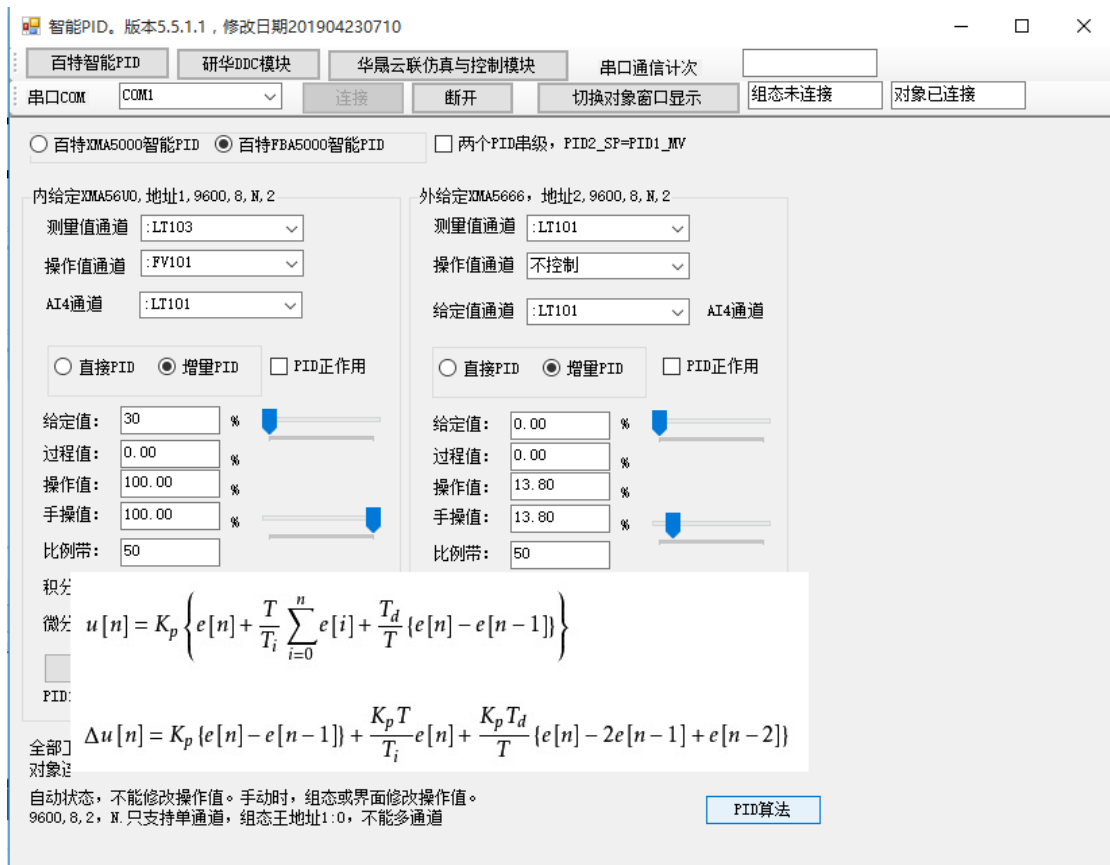 智能PID。版本5.5.1.1，修改日期201904230710
百特智能PID 研华DDC模块 华晟云联仿真与控制模块 串口通信计次
串口COM COM1 连接 断开 切换对象窗口显示 组态未连接 对象已连接
百特XMA5000智能PID 百特FBA5000智能PID 两个PID串级，PID2_SP=PID1_MV
内给定XMA56U0,地址1,9600,8,N,2
测量值通道 :LT103
操作值通道 :FV101
AI4通道 :LT101
直接PID 增量PID PID正作用
给定值: 30 %
过程值: 0.00 %
操作值: 100.00 %
手操值: 100.00 %
比例带: 50
积分
微分
PID
外给定XMA5666，地址2,9600,8,N,2
测量值通道 :LT101
操作值通道 不控制
给定值通道 :LT101 AI4通道
直接PID 增量PID PID正作用
给定值: 0.00 %
过程值: 0.00 %
操作值: 13.80 %
手操值: 13.80 %
比例带: 50
u[n] = K_p {e[n] + T/T_i ∑_{i=0}^{n} e[i] + T_d/T {e[n] − e[n − 1]}}
Δu[n] = K_p {e[n] − e[n − 1]} + K_p T/T_i e[n] + K_p T_d/T {e[n] − 2e[n − 1] + e[n − 2]}
全部
对象
自动状态，不能修改操作值。手动时，组态或界面修改操作值。
9600,8,2，N.只支持单通道，组态王地址1:0，不能多通道
PID算法